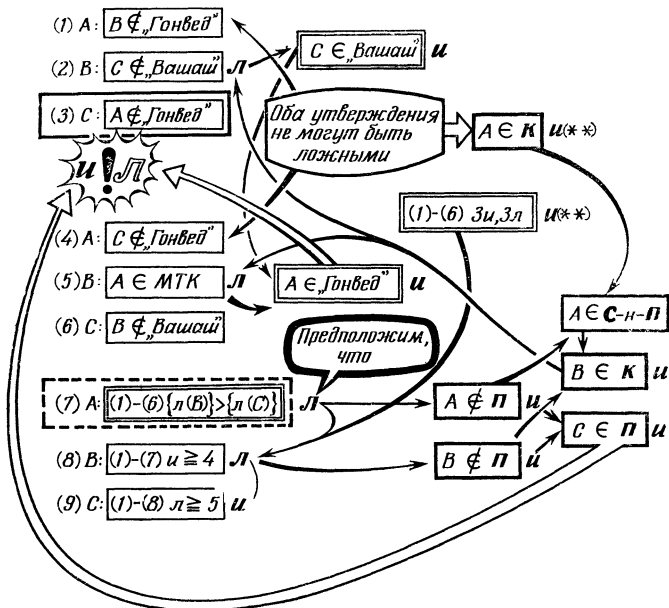 (1) A: B ∉ „Гонвед"
(2) B: C ∉ „Вашаш" Л
C ∈ „Вашаш" И
(3) C: A ∉ „Гонвед"
и ! Л
Оба утверждения
не могут быть
ложными
A ∈ К и(**)
(1)-(6) 3и, 3л и(**)
(4) A: C ∉ „Гонвед"
(5) B: A ∈ МТК Л
A ∈ „Гонвед" И
(6) C: B ∉ „Вашаш"
A ∈ С-н-П
Предположим,
что
B ∈ К И
(7) A: (1)-(6) {л(B)}>{л(C)} Л
A ∉ П И
C ∈ П И
(8) B: (1)-(7) и ≧ 4 Л
B ∉ П И
(9) C: (1)-(8) л ≧ 5 И